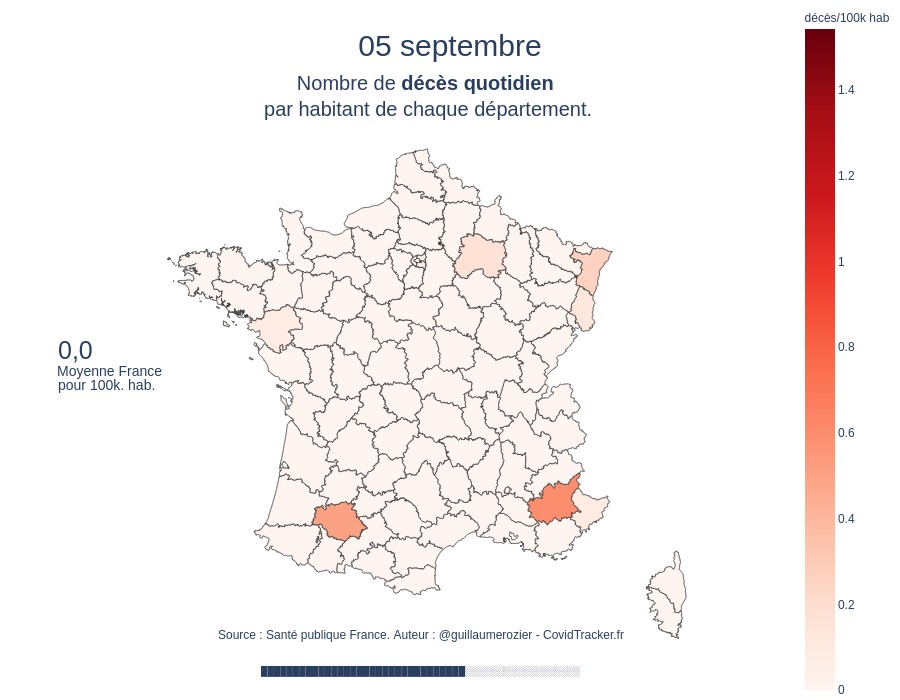 05 septembre
Nombre de décès quotidien
par habitant de chaque département.
décès/100k hab
1.4
1.2
1
0.8
0.6
0.4
0.2
0
0,0
Moyenne France
pour 100k. hab.
Source : Santé publique France. Auteur : @guillaumerozier - CovidTracker.fr